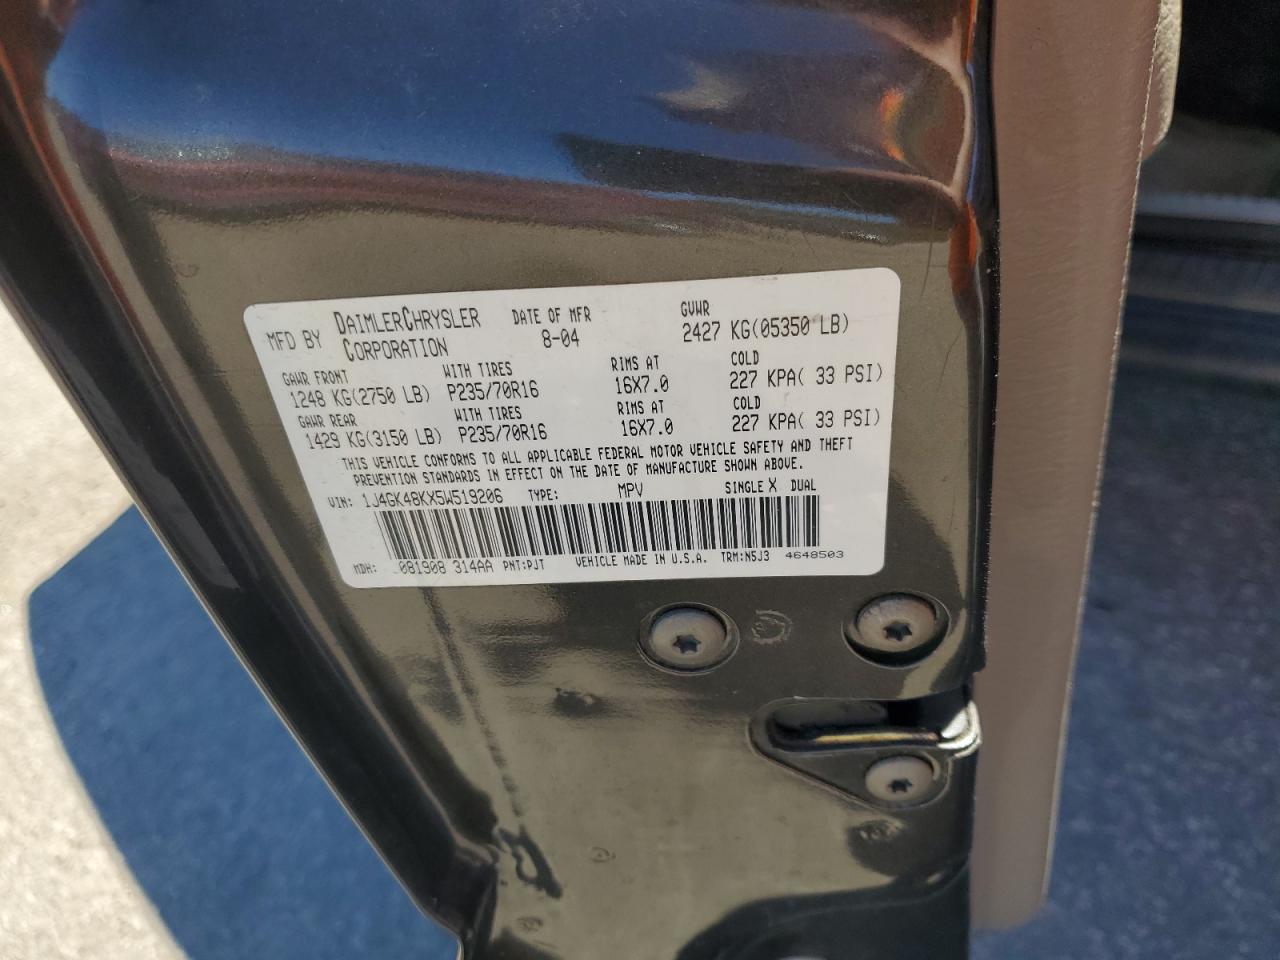 MFD BY DAIMLERCHRYSLER CORPORATION
DATE OF MFR
8-04
GVWR
2427 KG(05350 LB)
GAWR FRONT
1248 KG(2750 LB)
WITH TIRES
P235/70R16
RIMS AT
16X7.0
COLD
227 KPA( 33 PSI)
GAWR REAR
1429 KG(3150 LB)
WITH TIRES
P235/70R16
RIMS AT
16X7.0
COLD
227 KPA( 33 PSI)
THIS VEHICLE CONFORMS TO ALL APPLICABLE FEDERAL MOTOR VEHICLE SAFETY AND THEFT
PREVENTION STANDARDS IN EFFECT ON THE DATE OF MANUFACTURE SHOWN ABOVE.
VIN: 1J4GK48KX5W519206 TYPE: MPV SINGLE X DUAL
MDH: 081908 314AA PNT:PJT VEHICLE MADE IN U.S.A. TRM:N5J3 4648503